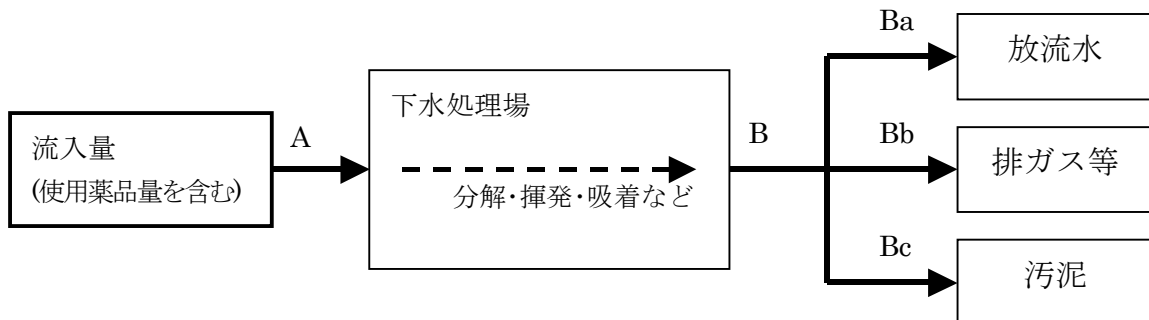 流入量
(使用薬品量を含む)
A
下水処理場
分解・揮発・吸着など
B
Ba
放流水
Bb
排ガス等
Bc
汚泥